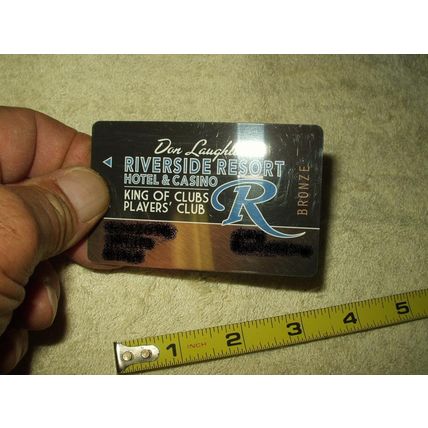 Don Laughlin
RIVERSIDE RESORT
HOTEL & CASINO
KING OF CLUBS
PLAYERS' CLUB
R
BRONZE
1 INCH 2 3 4 5